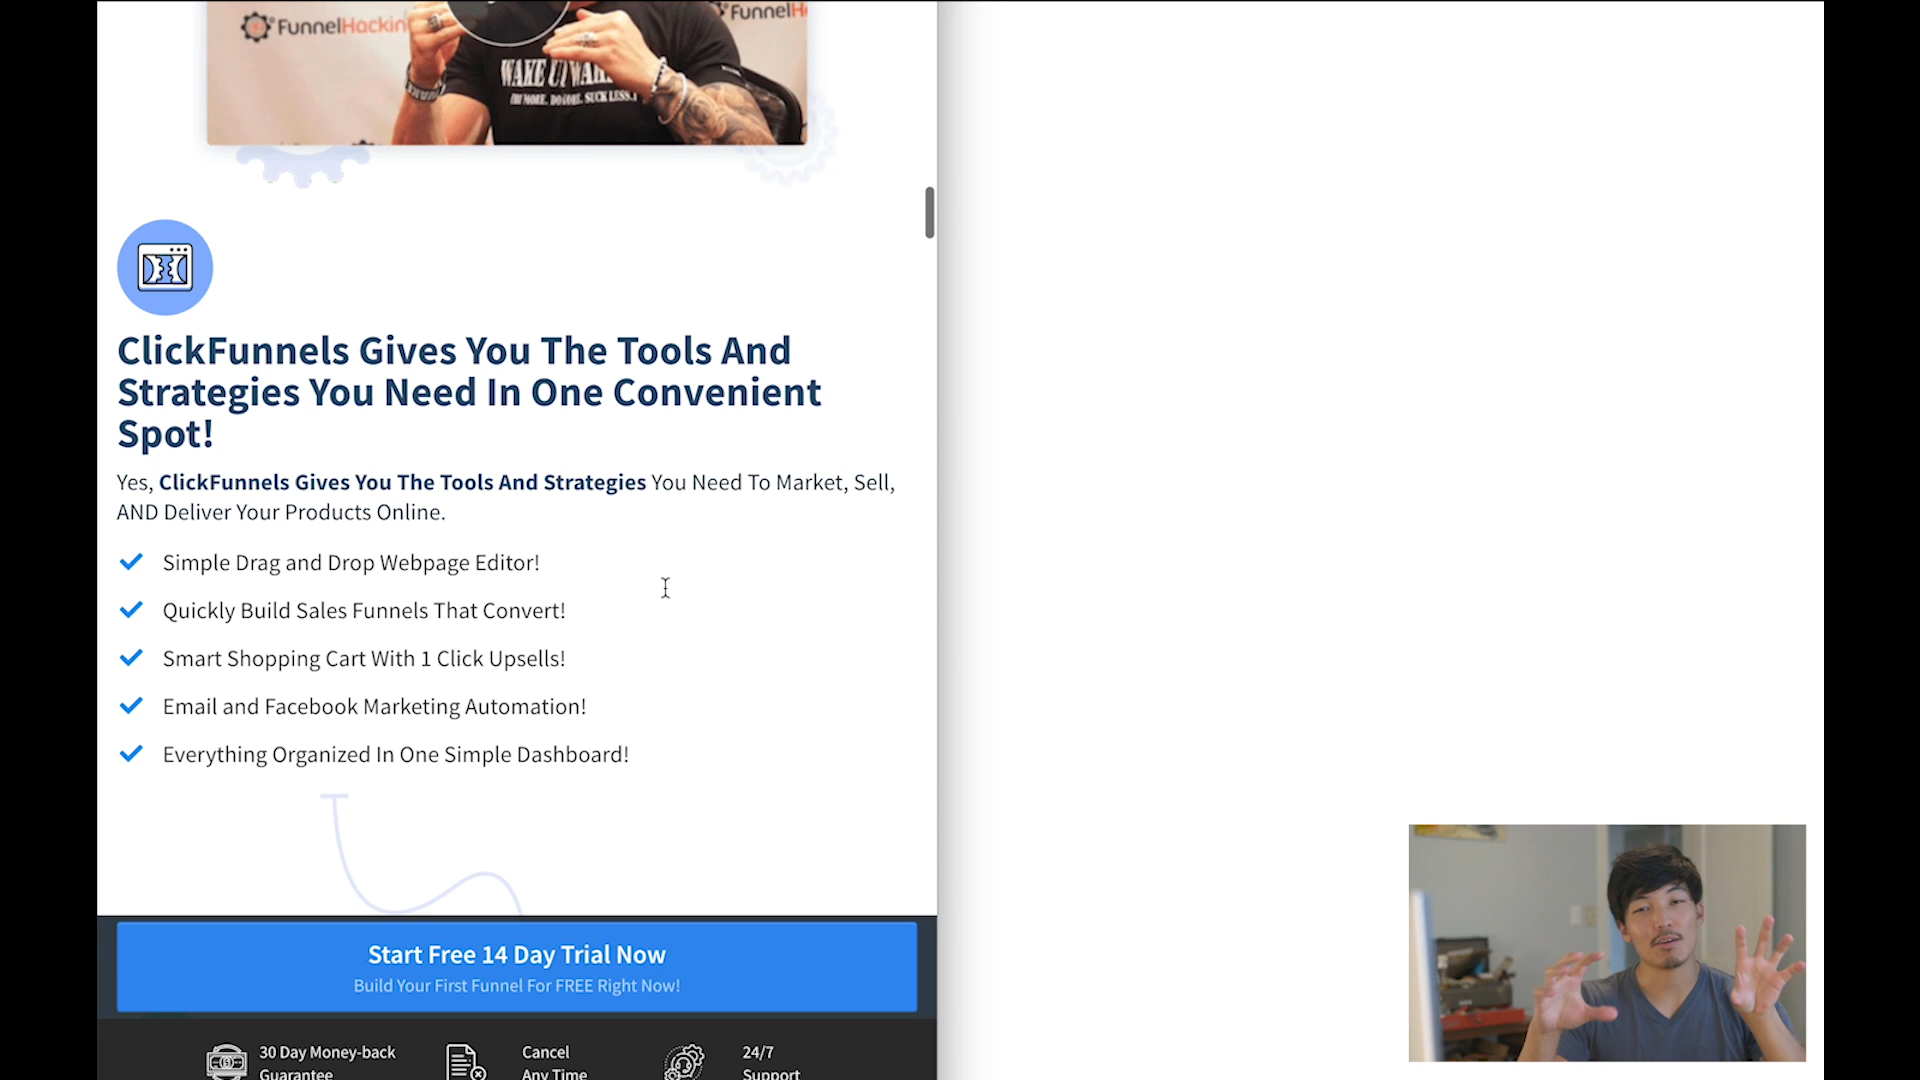 FunnelHackin
FunnelH
WAKE U
ClickFunnels Gives You The Tools And
Strategies You Need In One Convenient
Spot!
Yes, ClickFunnels Gives You The Tools And Strategies You Need To Market, Sell,
AND Deliver Your Products Online.
Simple Drag and Drop Webpage Editor!
Quickly Build Sales Funnels That Convert!
Smart Shopping Cart With 1 Click Upsells!
Email and Facebook Marketing Automation!
Everything Organized In One Simple Dashboard!
Start Free 14 Day Trial Now
Build Your First Funnel For FREE Right Now!
30 Day Money-back
Guarantee
Cancel
Any Time
24/7
Support